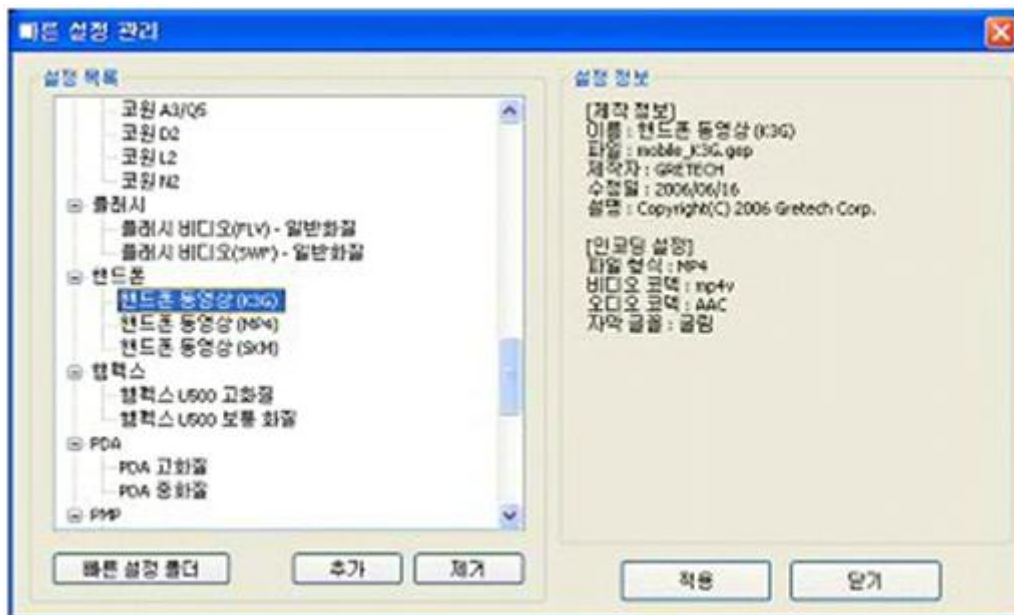 빠른 설정 관리
설정 목록
코원 A3/Q5
코원 D2
코원 L2
코원 N2
플래시
플래시 비디오(FLV) - 일반화질
플래시 비디오(SWF) - 일반화질
핸드폰
핸드폰 동영상 (K3G)
핸드폰 동영상 (MP4)
핸드폰 동영상 (SKM)
햄펙스
햄펙스 U500 고화질
햄펙스 U500 보통 화질
PDA
PDA 고화질
PDA 중화질
PMP
빠른 설정 폴더
추가
제거
설정 정보
[제작 정보]
이름 : 핸드폰 동영상 (K3G)
파일 : mobile_K3G.gep
제작자 : GRETECH
수정일 : 2006/06/16
설명 : Copyright(C) 2006 Gretech Corp.
[인코딩 설정]
파일 형식 : MP4
비디오 코덱 : mp4v
오디오 코덱 : AAC
자막 글꼴 : 굴림
적용
닫기